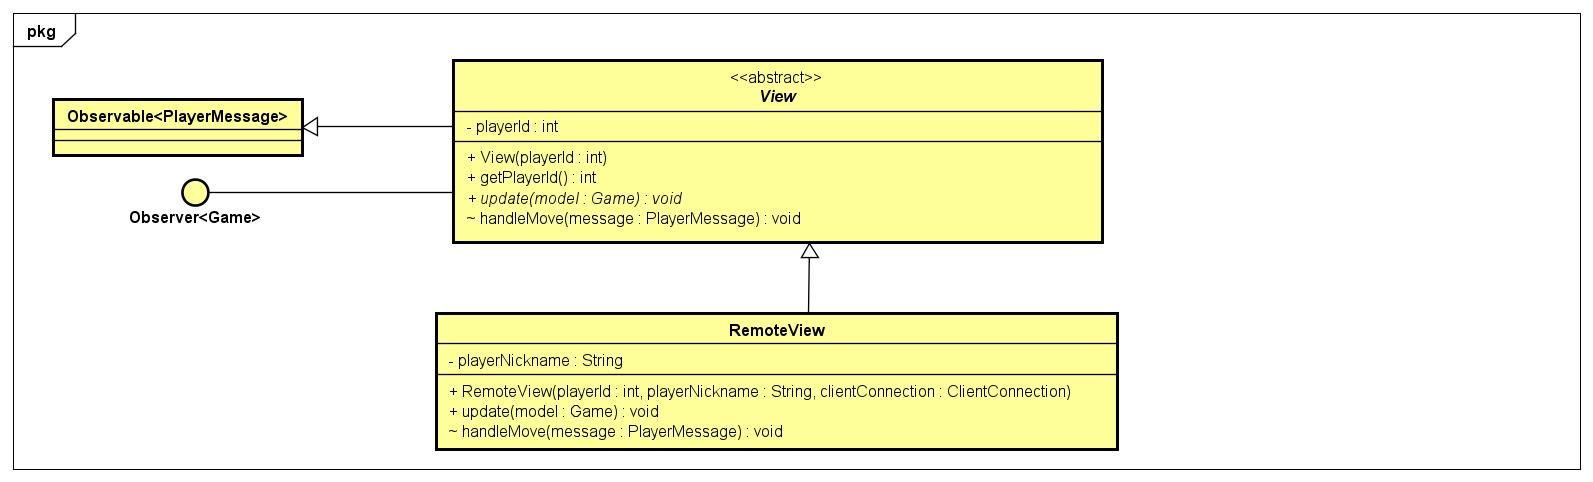 pkg
Observable<PlayerMessage>
Observer<Game>
<<abstract>>
View
- playerId : int
+ View(playerId : int)
+ getPlayerId() : int
+ update(model : Game) : void
~ handleMove(message : PlayerMessage) : void
RemoteView
- playerNickname : String
+ RemoteView(playerId : int, playerNickname : String, clientConnection : ClientConnection)
+ update(model : Game) : void
~ handleMove(message : PlayerMessage) : void